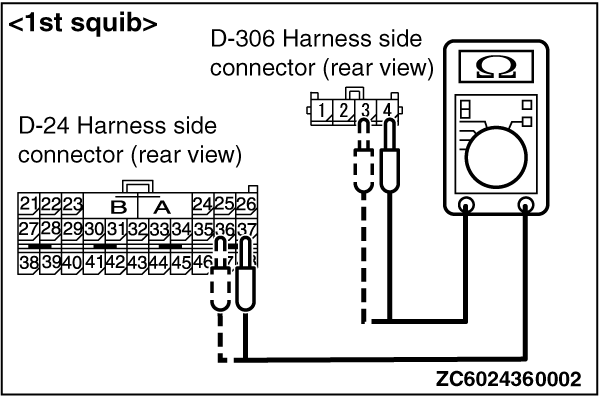 <1st squib>
D-306 Harness side
connector (rear view)
Ω
1 2 3 4
D-24 Harness side
connector (rear view)
21 22 23 B A 24 25 26
27 28 29 30 31 32 33 34 35 36 37
38 39 40 41 42 43 44 45 46
ZC6024360002